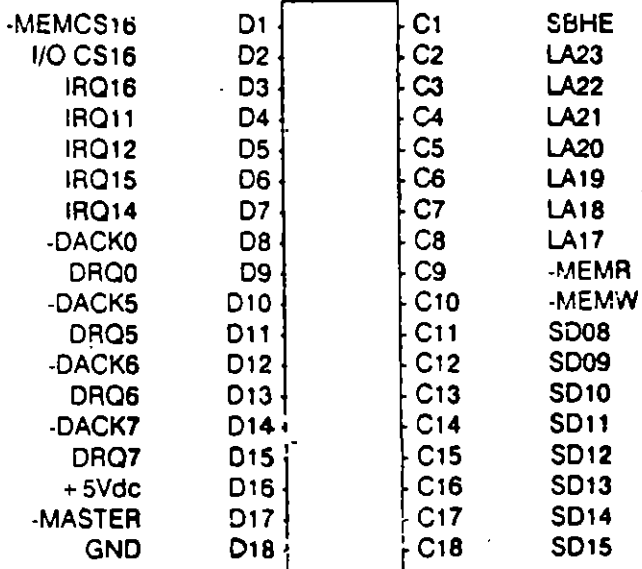 -MEMCS16 D1 C1 SBHE
I/O CS16 D2 C2 LA23
IRQ16 D3 C3 LA22
IRQ11 D4 C4 LA21
IRQ12 D5 C5 LA20
IRQ15 D6 C6 LA19
IRQ14 D7 C7 LA18
-DACK0 D8 C8 LA17
DRQ0 D9 C9 -MEMR
-DACK5 D10 C10 -MEMW
DRQ5 D11 C11 SD08
-DACK6 D12 C12 SD09
DRQ6 D13 C13 SD10
-DACK7 D14 C14 SD11
DRQ7 D15 C15 SD12
+ 5Vdc D16 C16 SD13
-MASTER D17 C17 SD14
GND D18 C18 SD15